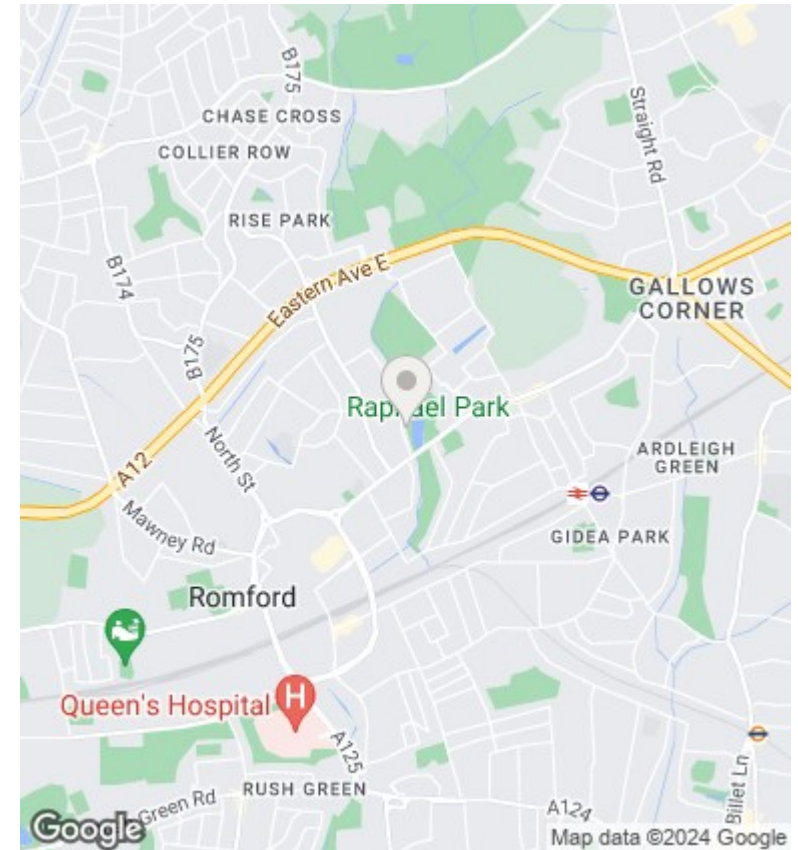 B175
CHASE CROSS
COLLIER ROW
Straight Rd
RISE PARK
B174
Eastern Ave E
GALLOWS
CORNER
B175
Raphael Park
North St
A12
ARDLEIGH
GREEN
Mawney Rd
GIDEA PARK
Romford
Queen's Hospital
H
A125
RUSH GREEN
Green Rd
A124
Billet Ln
Google
Map data ©2024 Google